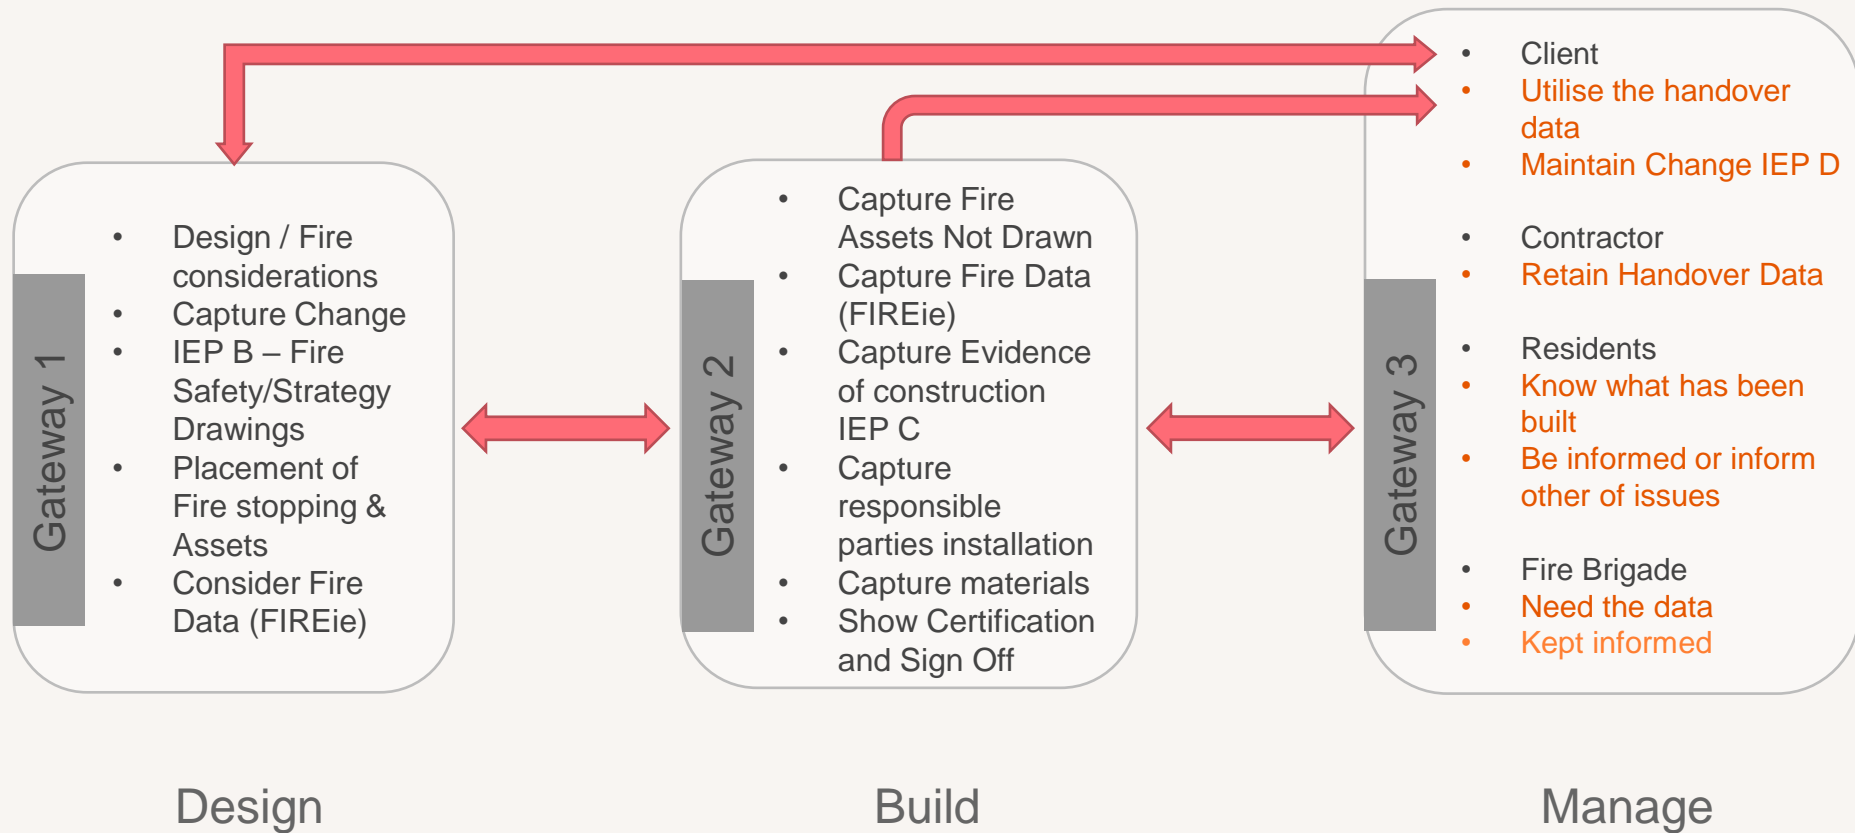 Gateway 1
• Design / Fire
considerations
• Capture Change
• IEP B – Fire
Safety/Strategy
Drawings
• Placement of
Fire stopping &
Assets
• Consider Fire
Data (FIREie)
Design
Gateway 2
• Capture Fire
Assets Not Drawn
• Capture Fire Data
(FIREie)
• Capture Evidence
of construction
IEP C
• Capture
responsible
parties installation
• Capture materials
• Show Certification
and Sign Off
Build
Gateway 3
• Client
• Utilise the handover
data
• Maintain Change IEP D
• Contractor
• Retain Handover Data
• Residents
• Know what has been
built
• Be informed or inform
other of issues
• Fire Brigade
• Need the data
• Kept informed
Manage